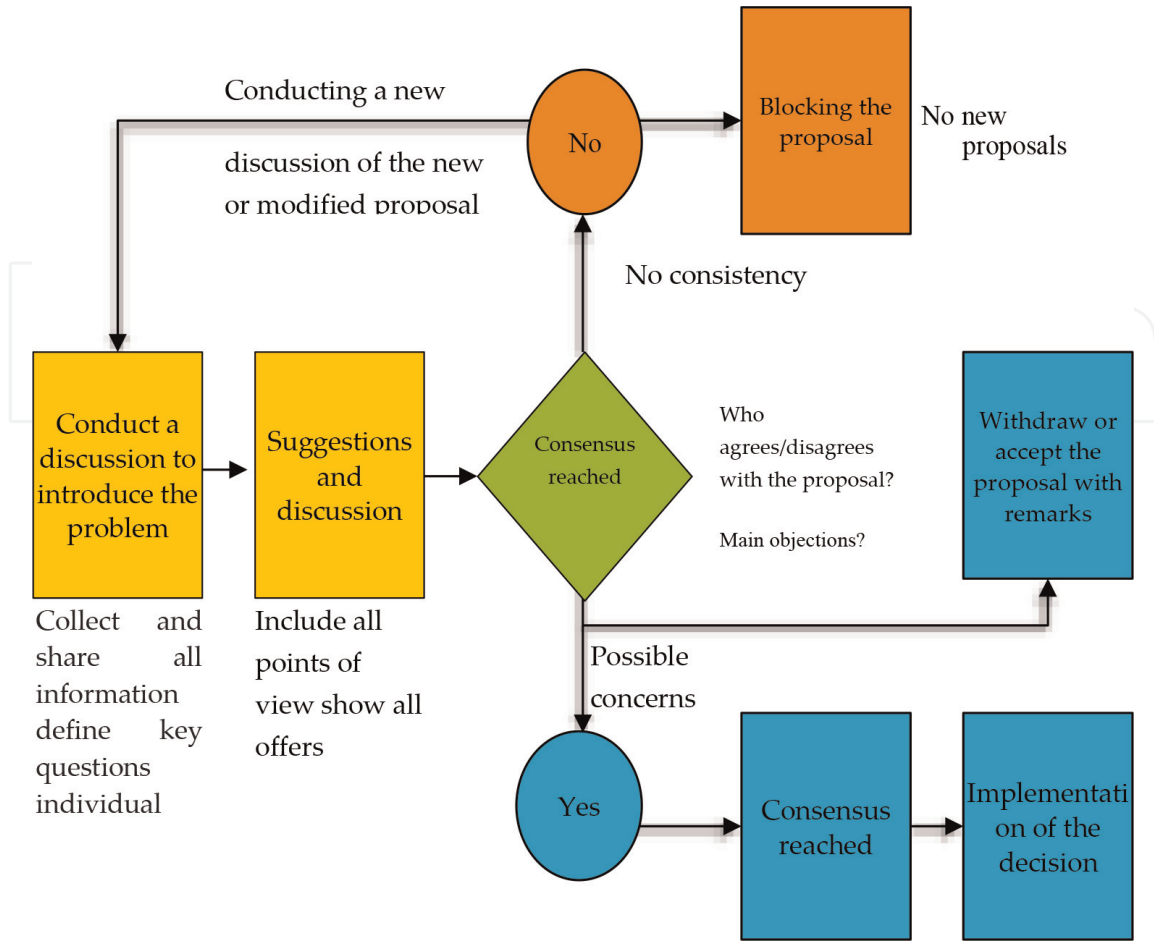 Conducting a new
discussion of the new
or modified proposal
No
Blocking the
proposal
No new
proposals
No consistency
Conduct a
discussion to
introduce the
problem
Collect and
share all
information
define key
questions
individual
Suggestions
and
discussion
Include all
points of
view show all
offers
Consensus
reached
Who
agrees/disagrees
with the proposal?
Main objections?
Withdraw or
accept the
proposal with
remarks
Possible
concerns
Yes
Consensus
reached
Implementati
on of the
decision